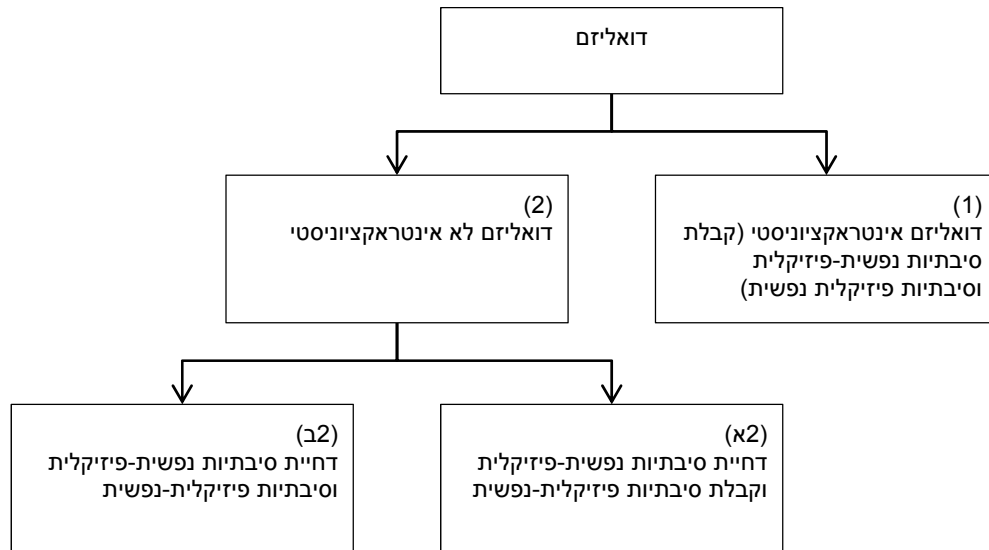 דואליזם
(1)
דואליזם אינטראקציוניסטי (קבלת
סיבתיות נפשית-פיזיקלית
וסיבתיות פיזיקלית נפשית)
(2)
דואליזם לא אינטראקציוניסטי
(2א)
דחיית סיבתיות נפשית-פיזיקלית
וקבלת סיבתיות פיזיקלית-נפשית
(2ב)
דחיית סיבתיות נפשית-פיזיקלית
וסיבתיות פיזיקלית-נפשית